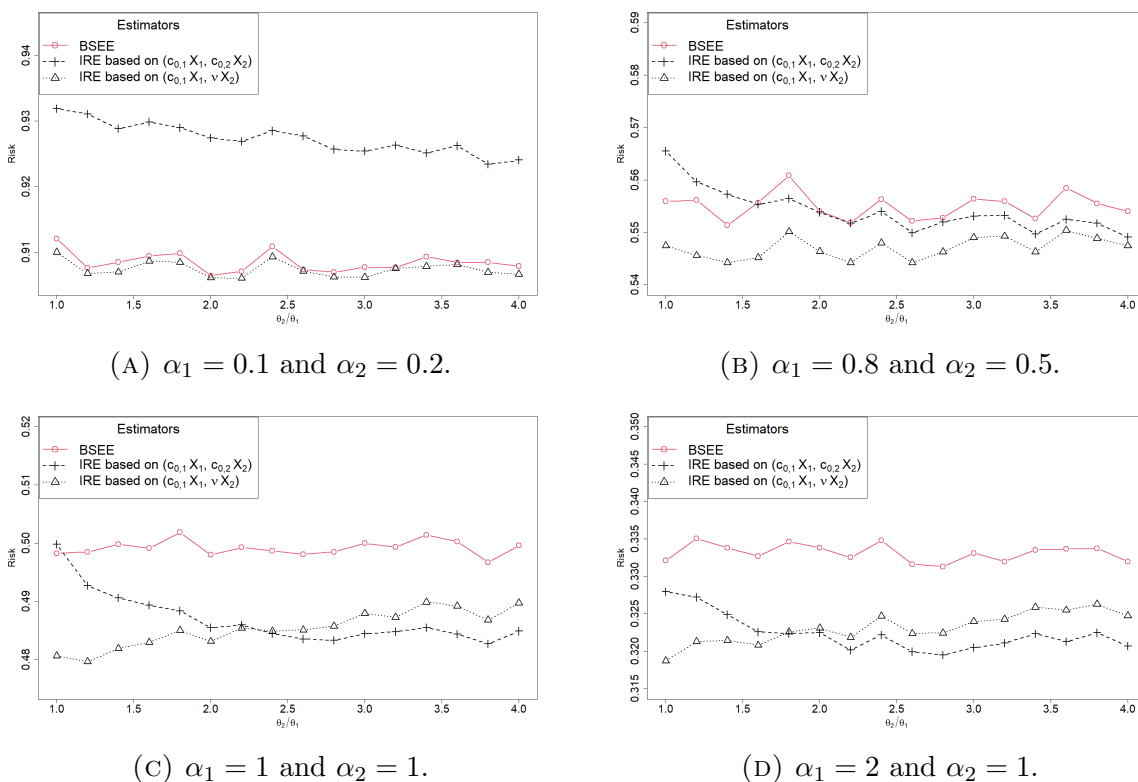 Estimators
BSEE
IRE based on (c₀,₁ X₁, c₀,₂ X₂)
IRE based on (c₀,₁ X₁, ν X₂)
Risk
0.94
0.93
0.92
0.91
1.0 1.5 2.0 2.5 3.0 3.5 4.0
θ₂/θ₁
(A) α₁ = 0.1 and α₂ = 0.2.
Estimators
BSEE
IRE based on (c₀,₁ X₁, c₀,₂ X₂)
IRE based on (c₀,₁ X₁, ν X₂)
Risk
0.59
0.58
0.57
0.56
0.55
0.54
1.0 1.5 2.0 2.5 3.0 3.5 4.0
θ₂/θ₁
(B) α₁ = 0.8 and α₂ = 0.5.
Estimators
BSEE
IRE based on (c₀,₁ X₁, c₀,₂ X₂)
IRE based on (c₀,₁ X₁, ν X₂)
Risk
0.52
0.51
0.50
0.49
0.48
1.0 1.5 2.0 2.5 3.0 3.5 4.0
θ₂/θ₁
(C) α₁ = 1 and α₂ = 1.
Estimators
BSEE
IRE based on (c₀,₁ X₁, c₀,₂ X₂)
IRE based on (c₀,₁ X₁, ν X₂)
Risk
0.350
0.345
0.340
0.335
0.330
0.325
0.320
0.315
1.0 1.5 2.0 2.5 3.0 3.5 4.0
θ₂/θ₁
(D) α₁ = 2 and α₂ = 1.